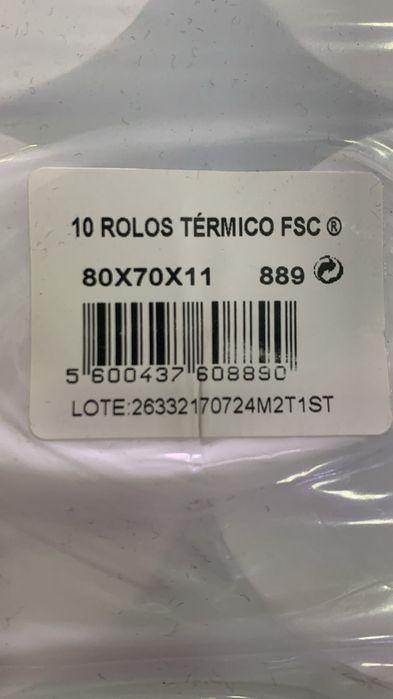 10 ROLOS TÉRMICO FSC ®
80X70X11 889
5 600437 608890
LOTE:26332170724M2T1ST